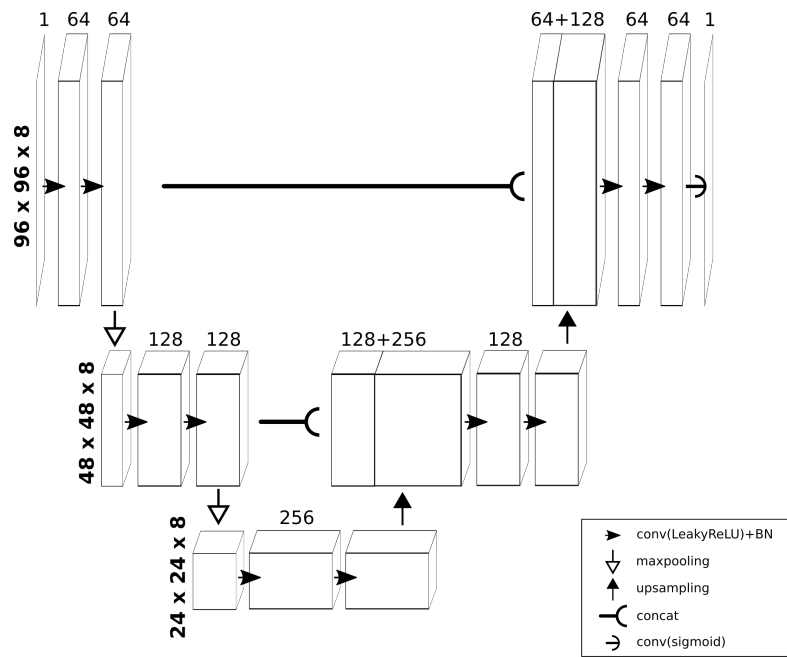 1 64 64 64+128 64 64 1
96 x 96 x 8
128 128 128+256 128
48 x 48 x 8
256
24 x 24 x 8
conv(LeakyReLU)+BN
maxpooling
upsampling
concat
conv(sigmoid)